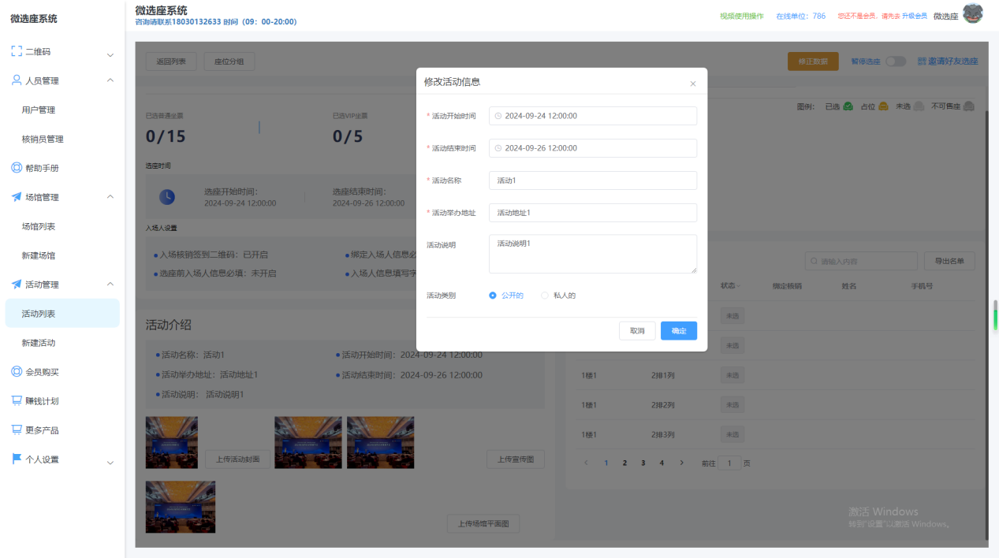 微选座系统
二维码
人员管理
用户管理
核销员管理
帮助手册
场馆管理
场馆列表
新建场馆
活动管理
活动列表
新建活动
会员购买
赚钱计划
更多产品
个人设置
微选座系统
咨询请联系18030132633 时间（09：00-20:00）
视频使用操作 在线单位：786 您还不是会员，请先去 升级会员 微选座
返回列表 座位分组 修正数据 暂停选座 邀请好友选座
图例： 已选 占位 未选 不可售座
已选普通坐票 已选VIP坐票
0/15 0/5
选座时间
选座开始时间： 选座结束时间：
2024-09-24 12:00:00 2024-09-26 12:00:00
入场人设置
入场核销签到二维码：已开启 绑定入场人信息必
选座前入场人信息必填：未开启 入场人信息填写字
活动介绍
活动名称：活动1 活动开始时间：2024-09-24 12:00:00
活动举办地址：活动地址1 活动结束时间：2024-09-26 12:00:00
活动说明： 活动说明1
上传活动封面 上传宣传图
上传场馆平面图
修改活动信息 ×
* 活动开始时间 2024-09-24 12:00:00
* 活动结束时间 2024-09-26 12:00:00
* 活动名称 活动1
* 活动举办地址 活动地址1
活动说明 活动说明1
活动类别 公开的 私人的
取消 确定
请输入内容 导出名单
状态 绑定核销 姓名 手机号
未选
未选
1楼1 2排1列 未选
1楼1 2排2列 未选
1楼1 2排3列 未选
< 1 2 3 4 > 前往 1 页
激活 Windows
转到"设置"以激活 Windows。